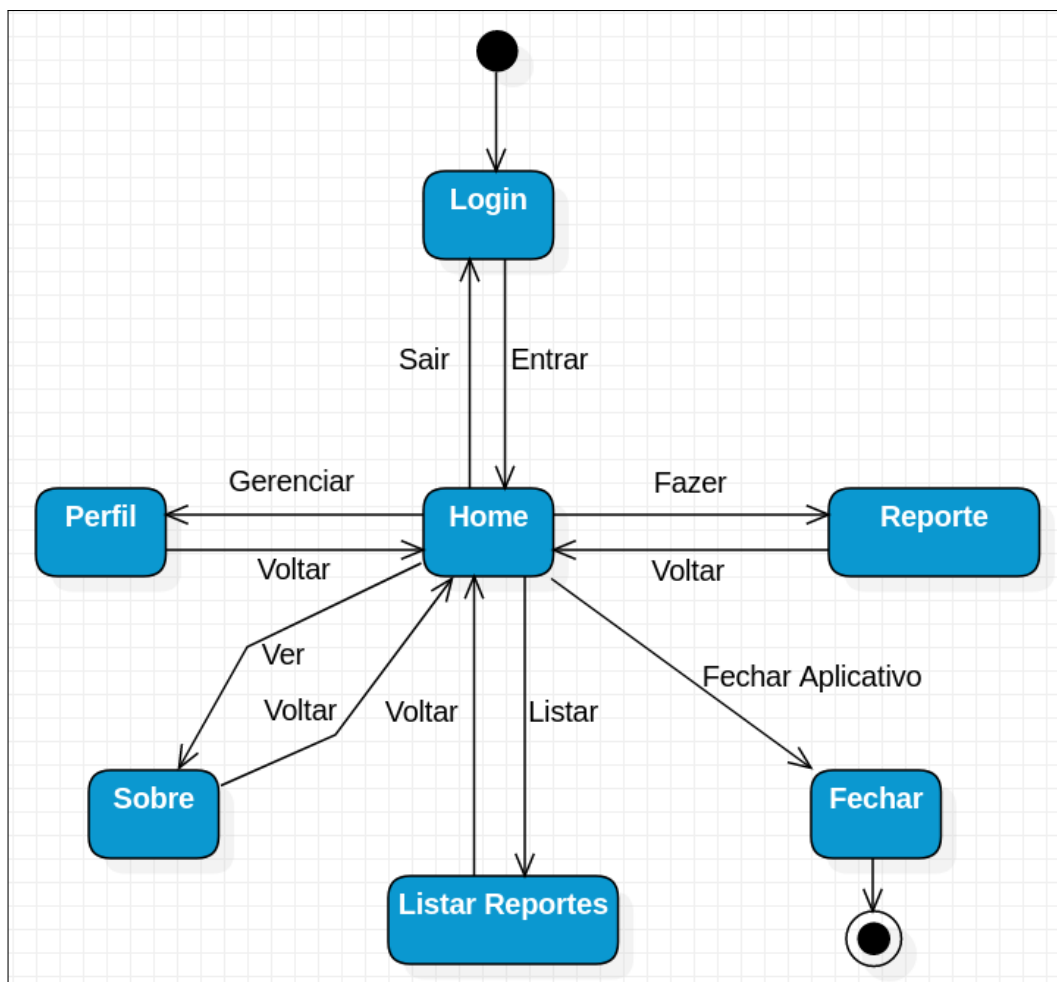 Login
Sair
Entrar
Gerenciar
Fazer
Perfil
Home
Reporte
Voltar
Voltar
Ver
Fechar Aplicativo
Voltar
Voltar
Listar
Sobre
Fechar
Listar Reportes